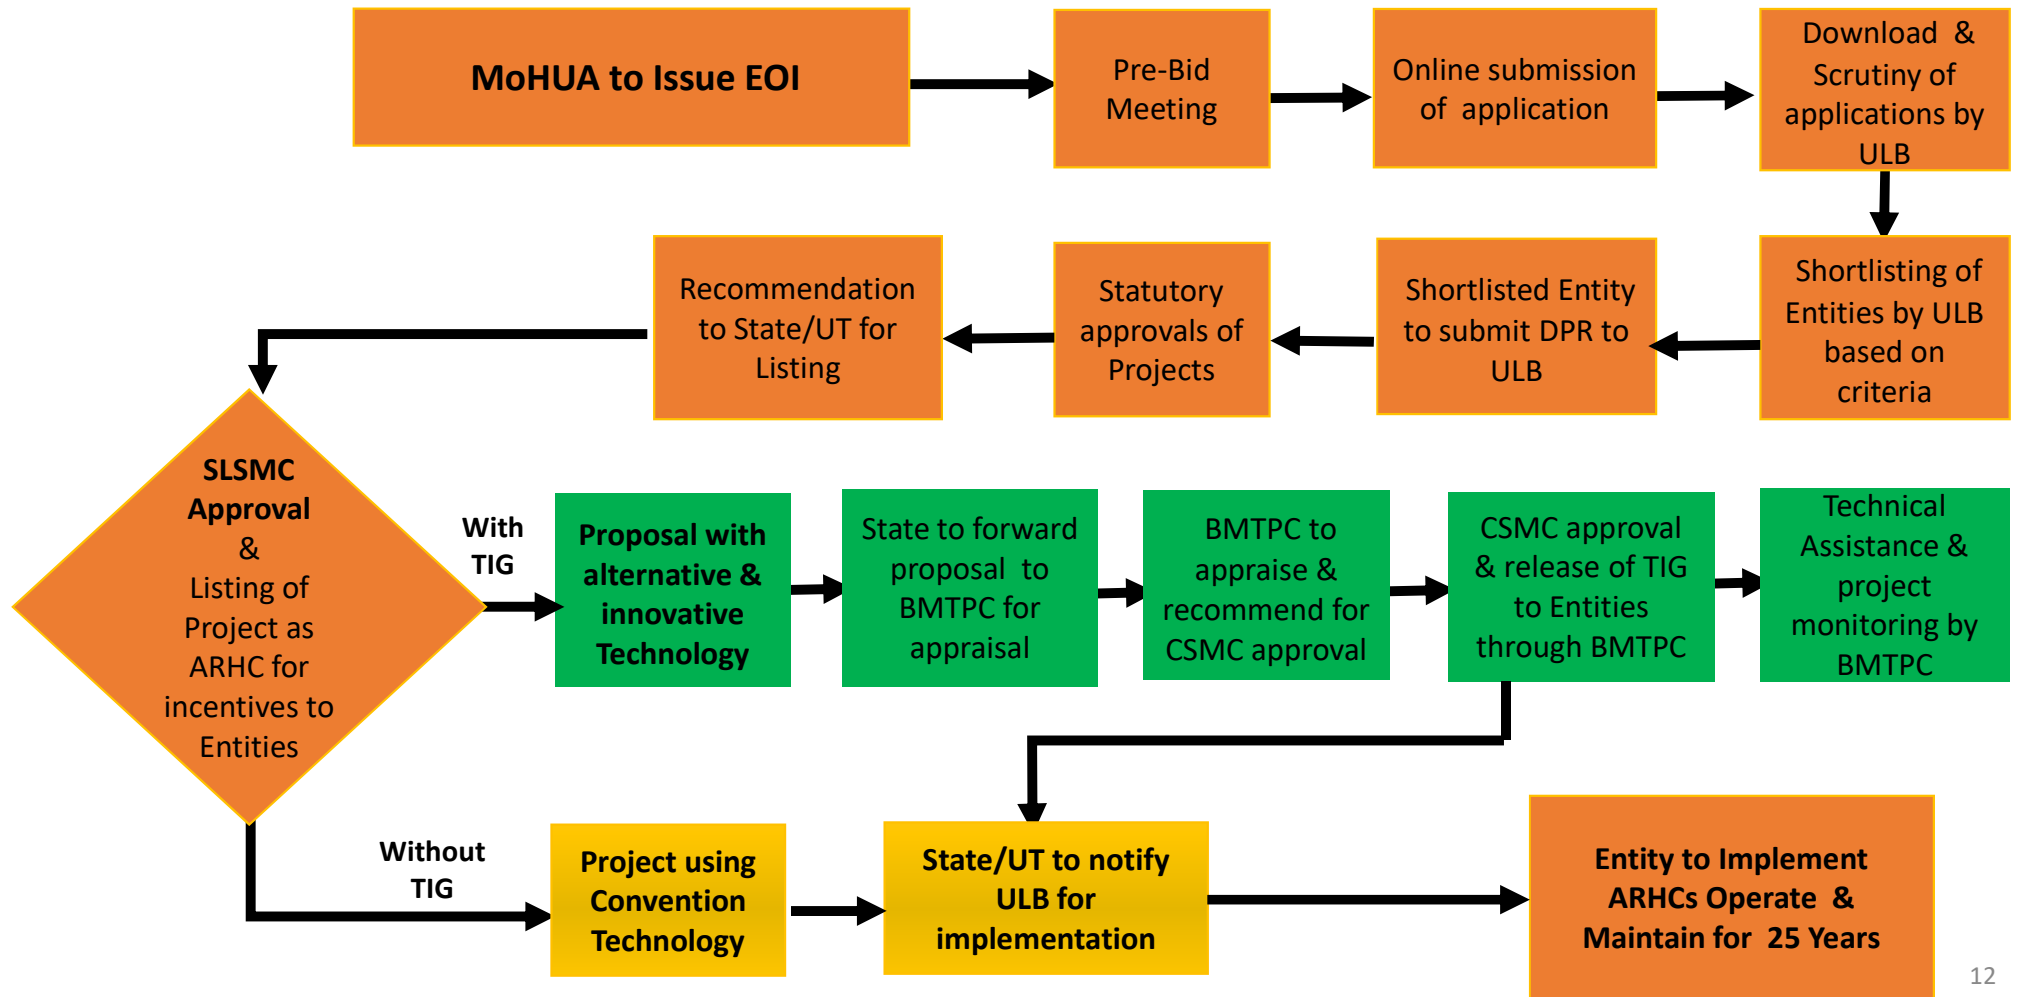 MoHUA to Issue EOI
Pre-Bid
Meeting
Online submission
of application
Download &
Scrutiny of
applications by
ULB
Shortlisting of
Entities by ULB
based on
criteria
Shortlisted Entity
to submit DPR to
ULB
Statutory
approvals of
Projects
Recommendation
to State/UT for
Listing
SLSMC
Approval
&
Listing of
Project as
ARHC for
incentives to
Entities
With
TIG
Proposal with
alternative &
innovative
Technology
State to forward
proposal to
BMTPC for
appraisal
BMTPC to
appraise &
recommend for
CSMC approval
CSMC approval
& release of TIG
to Entities
through BMTPC
Technical
Assistance &
project
monitoring by
BMTPC
Without
TIG
Project using
Convention
Technology
State/UT to notify
ULB for
implementation
Entity to Implement
ARHCs Operate &
Maintain for 25 Years
12